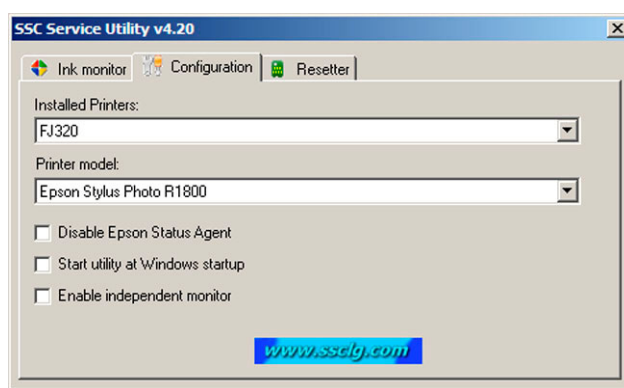 SSC Service Utility v4.20
Ink monitor Configuration Resetter
Installed Printers:
FJ320
Printer model:
Epson Stylus Photo R1800
Disable Epson Status Agent
Start utility at Windows startup
Enable independent monitor
www.ssclg.com